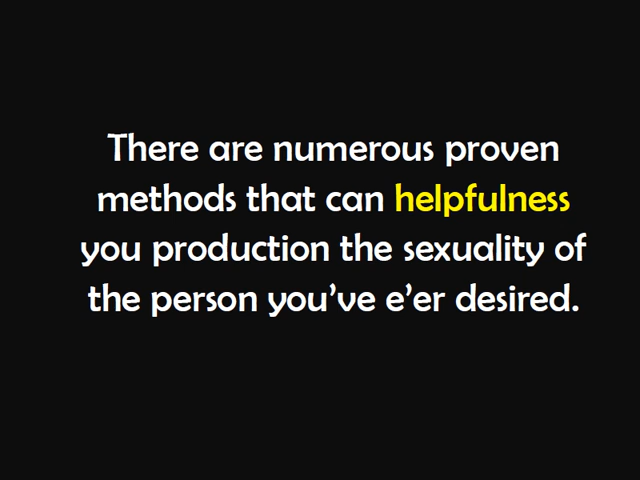 There are numerous proven
methods that can helpfulness
you production the sexuality of
the person you’ve e’er desired.